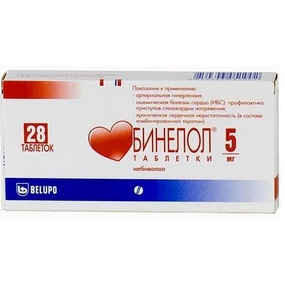 Показания к применению:
- артериальная гипертензия,
- ишемическая болезнь сердца (ИБС): профилактика
приступов стенокардии напряжения,
- хроническая сердечная недостаточность (в составе
комбинированной терапии)
28
ТАБЛЕТОК
БИНЕЛОЛ® 5
ТАБЛЕТКИ мг
небиволол
BELUPO